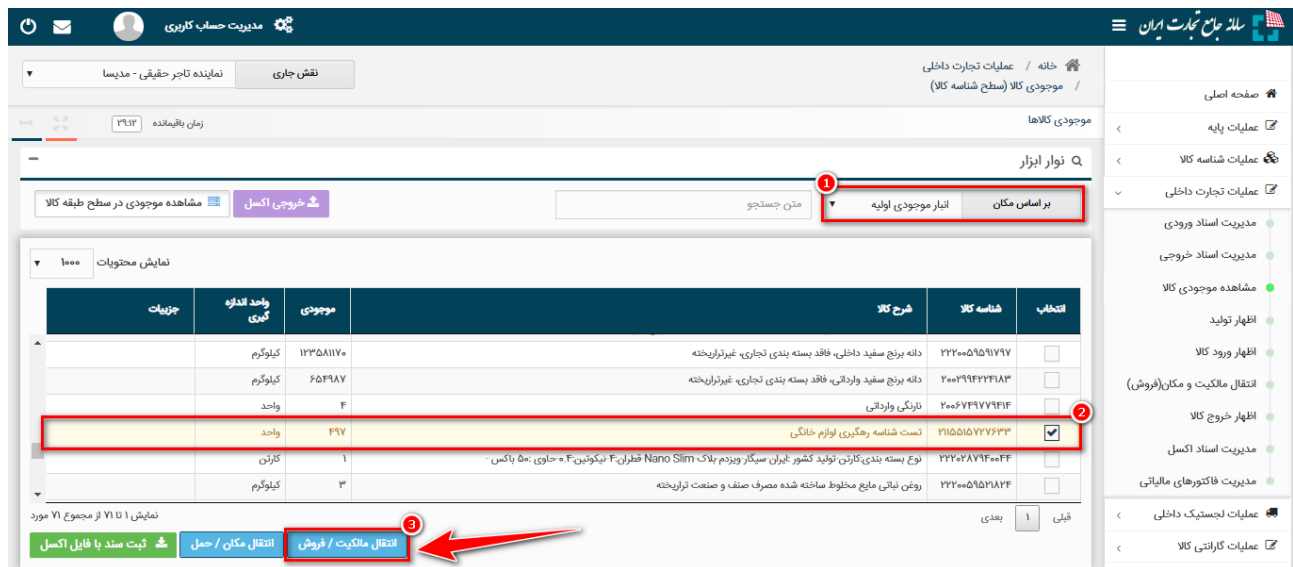 سامانه جامع تجارت ایران
مدیریت حساب کاربری
خانه / عملیات تجارت داخلی
/ موجودی کالا (سطح شناسه کالا)
نقش جاری
نماینده تاجر حقیقی - مدیسا
موجودی کالاها
زمان باقیمانده ۲۹:۱۲
نوار ابزار
1
بر اساس مکان
انبار موجودی اولیه
متن جستجو
خروجی اکسل
مشاهده موجودی در سطح طبقه کالا
نمایش محتویات ۱۰۰۰
انتخاب شناسه کالا شرح کالا موجودی واحد اندازه گیری جزییات
۲۲۲۰۰۵۹۵۹۱۷۹۷ دانه برنج سفید داخلی، فاقد بسته بندی تجاری، غیرتراریخته ۱۲۳۵۸۱۱۷۰ کیلوگرم
۲۰۰۲۹۹۴۲۲۴۱۸۳ دانه برنج سفید وارداتی، فاقد بسته بندی تجاری، غیرتراریخته ۶۵۴۹۸۷ کیلوگرم
۲۰۰۶۷۴۹۷۷۹۴۱۴ نارنگی وارداتی ۴ واحد
2
۲۱۱۵۵۱۵۷۲۷۶۳۳ تست شناسه رهگیری لوازم خانگی ۴۹۷ واحد
۲۲۲۰۲۸۷۹۴۰۰۴۴ نوع بسته بندی:کارتن تولید کشور :ایران سیگار ویزدم بلاک Nano Slim قطران:۴ نیکوتین:۰.۴ حاوی :۵۰ باکس - ۱ کارتن
۲۲۲۰۰۵۹۵۲۱۸۲۴ روغن نباتی مایع مخلوط ساخته شده مصرف صنف و صنعت تراریخته ۳ کیلوگرم
قبلی ۱ بعدی
نمایش ۱ تا ۷۱ از مجموع ۷۱ مورد
3
انتقال مالکیت / فروش
انتقال مکان / حمل
ثبت سند با فایل اکسل
صفحه اصلی
عملیات پایه
عملیات شناسه کالا
عملیات تجارت داخلی
مدیریت اسناد ورودی
مدیریت اسناد خروجی
مشاهده موجودی کالا
اظهار تولید
اظهار ورود کالا
انتقال مالکیت و مکان(فروش)
اظهار خروج کالا
مدیریت اسناد اکسل
مدیریت فاکتورهای مالیاتی
عملیات لجستیک داخلی
عملیات گارانتی کالا